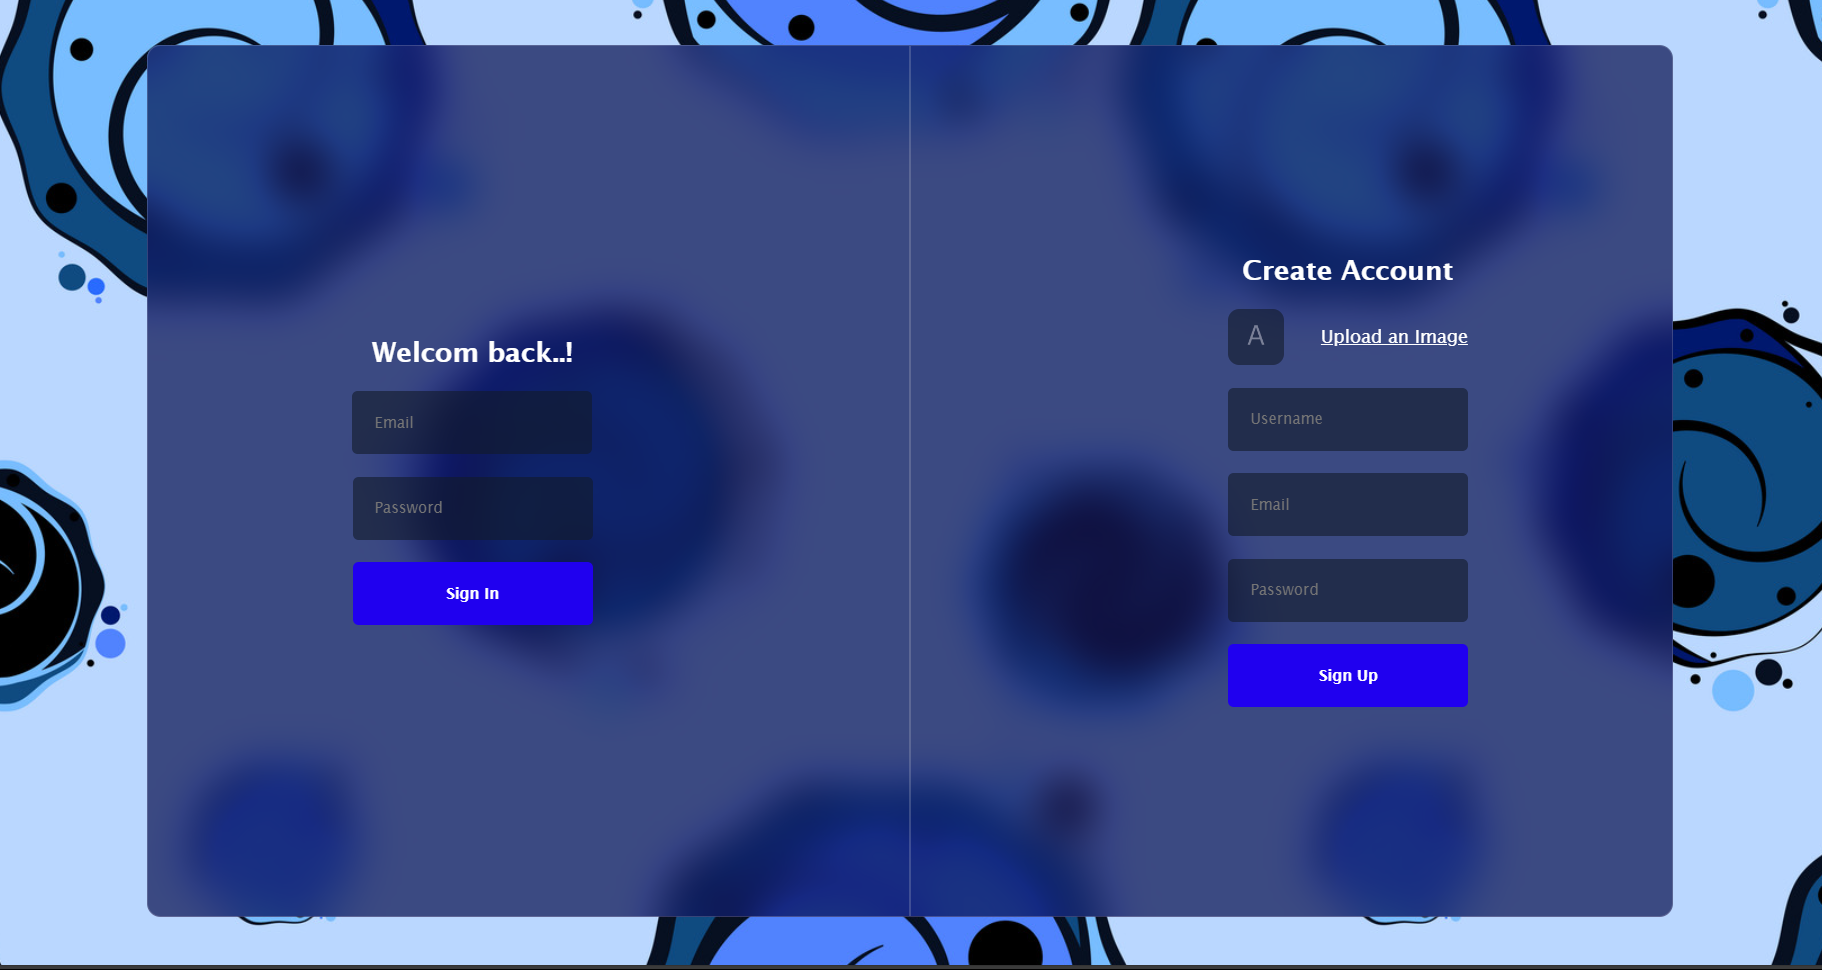 Welcom back..!
Email
Password
Sign In
Create Account
A
Upload an Image
Username
Email
Password
Sign Up